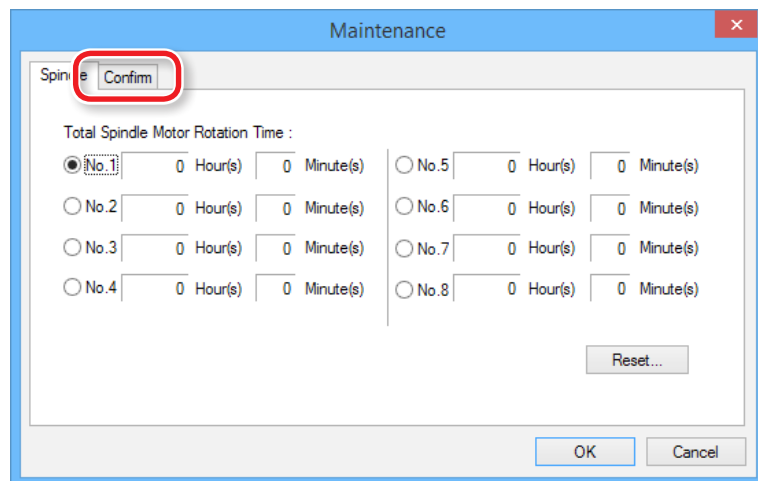 Maintenance
Spindle Confirm
Total Spindle Motor Rotation Time :
No.1 0 Hour(s) 0 Minute(s) No.5 0 Hour(s) 0 Minute(s)
No.2 0 Hour(s) 0 Minute(s) No.6 0 Hour(s) 0 Minute(s)
No.3 0 Hour(s) 0 Minute(s) No.7 0 Hour(s) 0 Minute(s)
No.4 0 Hour(s) 0 Minute(s) No.8 0 Hour(s) 0 Minute(s)
Reset...
OK Cancel